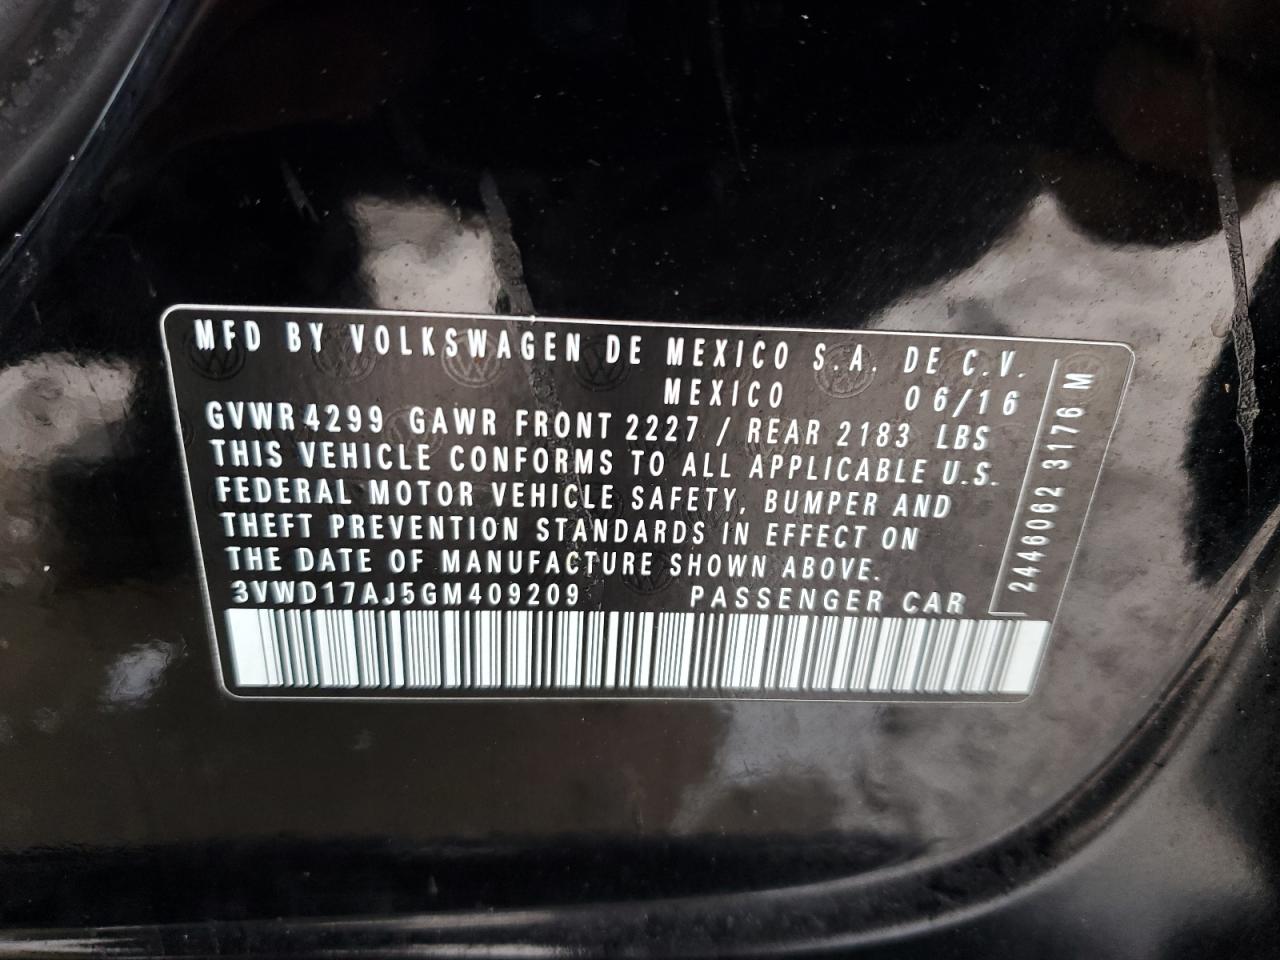 MFD BY VOLKSWAGEN DE MEXICO S.A. DE C.V.
MEXICO 06/16
GVWR 4299 GAWR FRONT 2227 / REAR 2183 LBS
THIS VEHICLE CONFORMS TO ALL APPLICABLE U.S.
FEDERAL MOTOR VEHICLE SAFETY, BUMPER AND
THEFT PREVENTION STANDARDS IN EFFECT ON
THE DATE OF MANUFACTURE SHOWN ABOVE.
3VWD17AJ5GM409209 PASSENGER CAR
2446062 3176 M